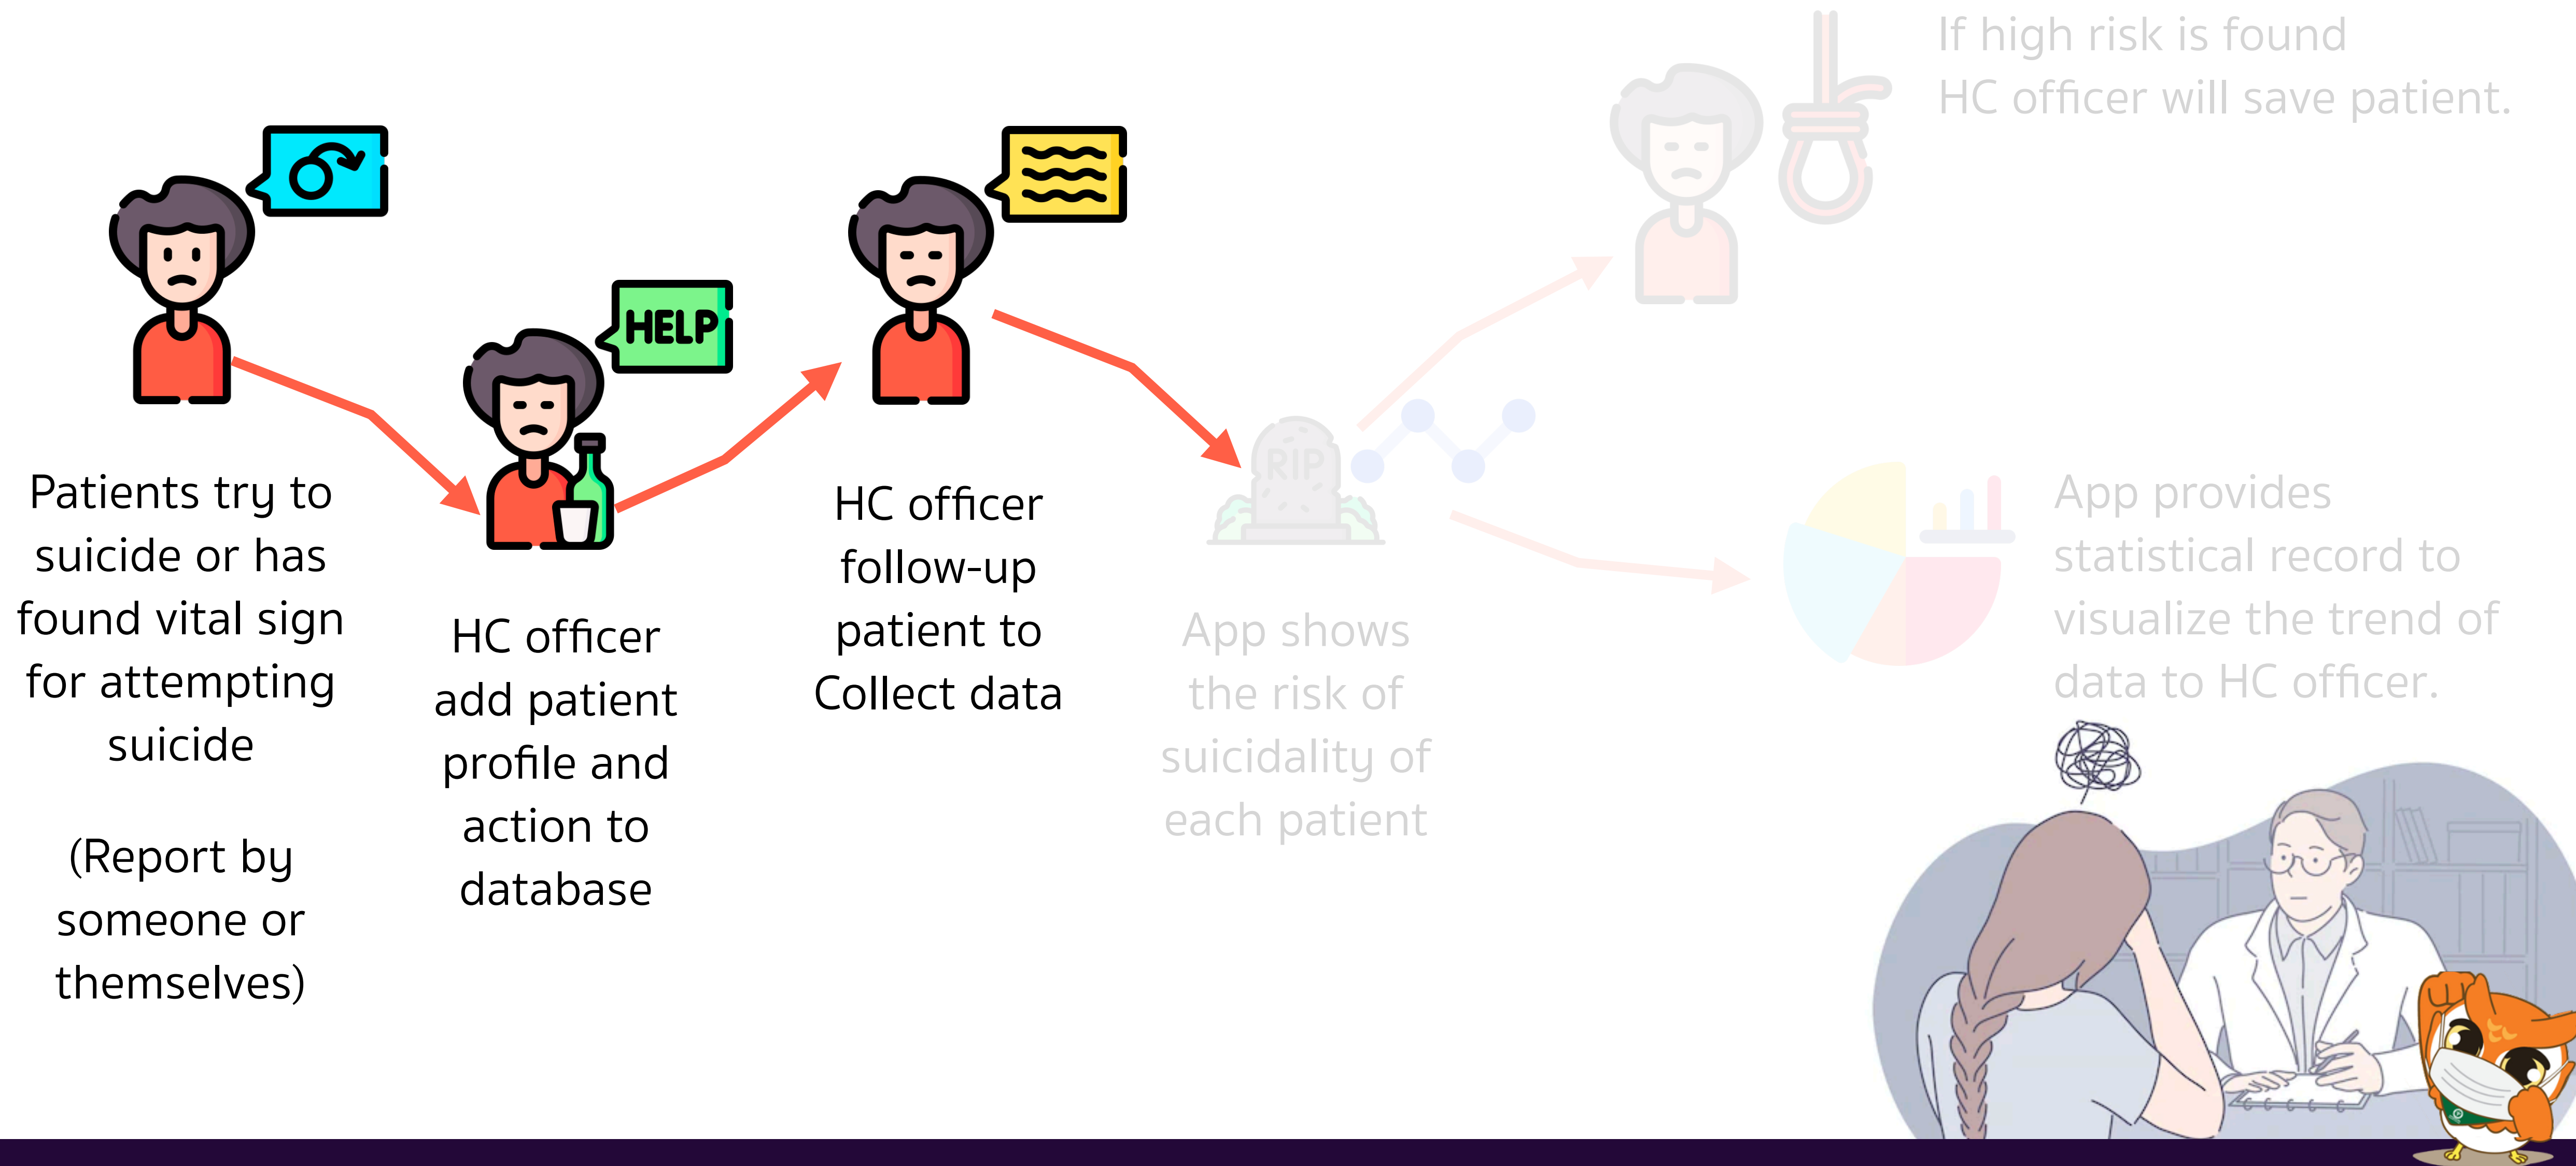 Patients try to
suicide or has
found vital sign
for attempting
suicide
(Report by
someone or
themselves)
HELP
HC officer
add patient
profile and
action to
database
HC officer
follow-up
patient to
Collect data
RIP
App shows
the risk of
suicidality of
each patient
If high risk is found
HC officer will save patient.
App provides
statistical record to
visualize the trend of
data to HC officer.